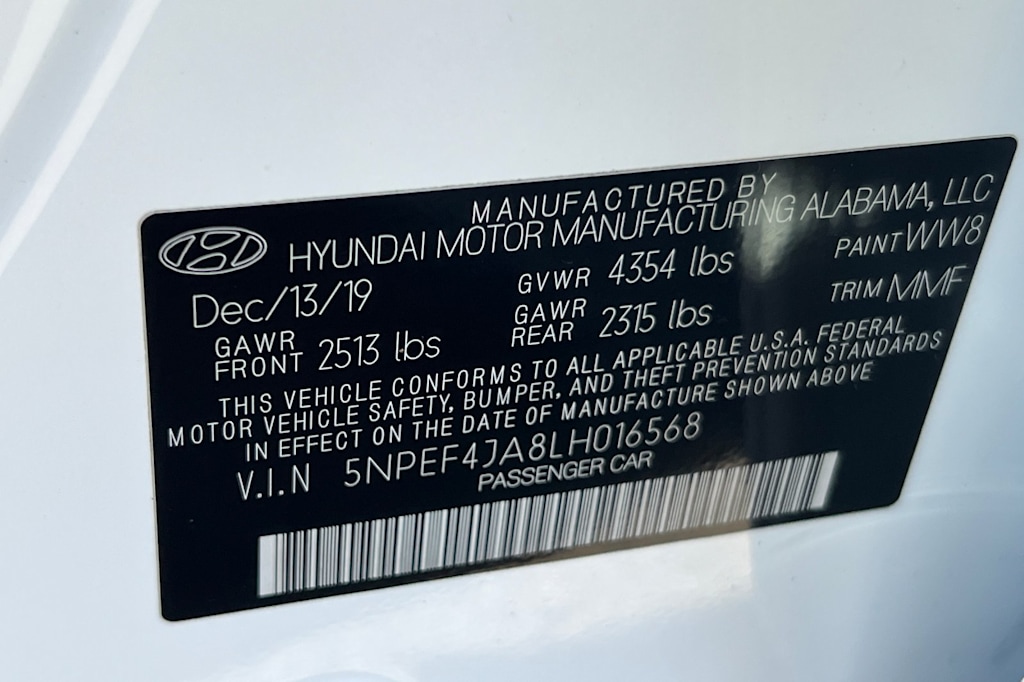 MANUFACTURED BY
HYUNDAI MOTOR MANUFACTURING ALABAMA, LLC
Dec/13/19 GVWR 4354 lbs PAINT WW8
GAWR FRONT 2513 lbs GAWR REAR 2315 lbs TRIM MMF
THIS VEHICLE CONFORMS TO ALL APPLICABLE U.S.A. FEDERAL
MOTOR VEHICLE SAFETY, BUMPER, AND THEFT PREVENTION STANDARDS
IN EFFECT ON THE DATE OF MANUFACTURE SHOWN ABOVE
V.I.N 5NPEF4JA8LH016568
PASSENGER CAR